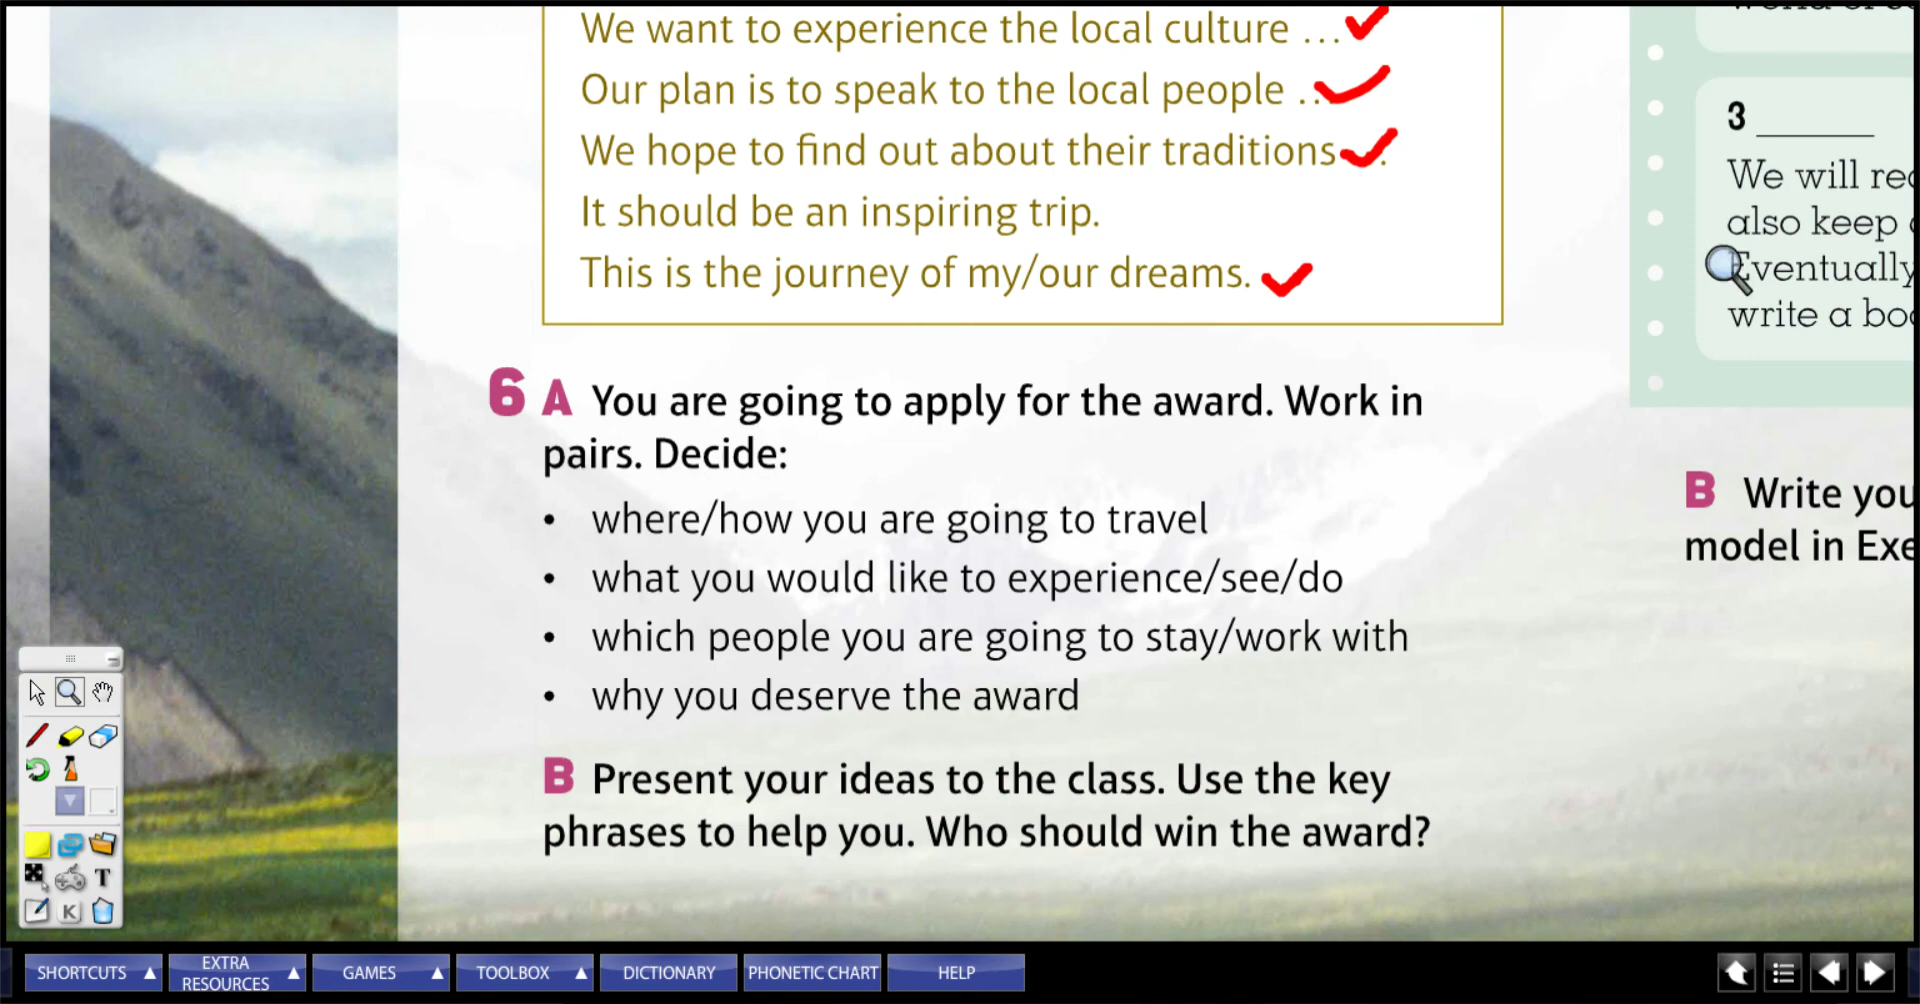 We want to experience the local culture ...
Our plan is to speak to the local people ..
We hope to find out about their traditions
It should be an inspiring trip.
This is the journey of my/our dreams.
6 A You are going to apply for the award. Work in
pairs. Decide:
• where/how you are going to travel
• what you would like to experience/see/do
• which people you are going to stay/work with
• why you deserve the award
B Present your ideas to the class. Use the key
phrases to help you. Who should win the award?
3
We will
also keep
Eventually
write a
B Write
model in
T
K
SHORTCUTS
EXTRA
RESOURCES
GAMES
TOOLBOX
DICTIONARY
PHONETIC CHART
HELP